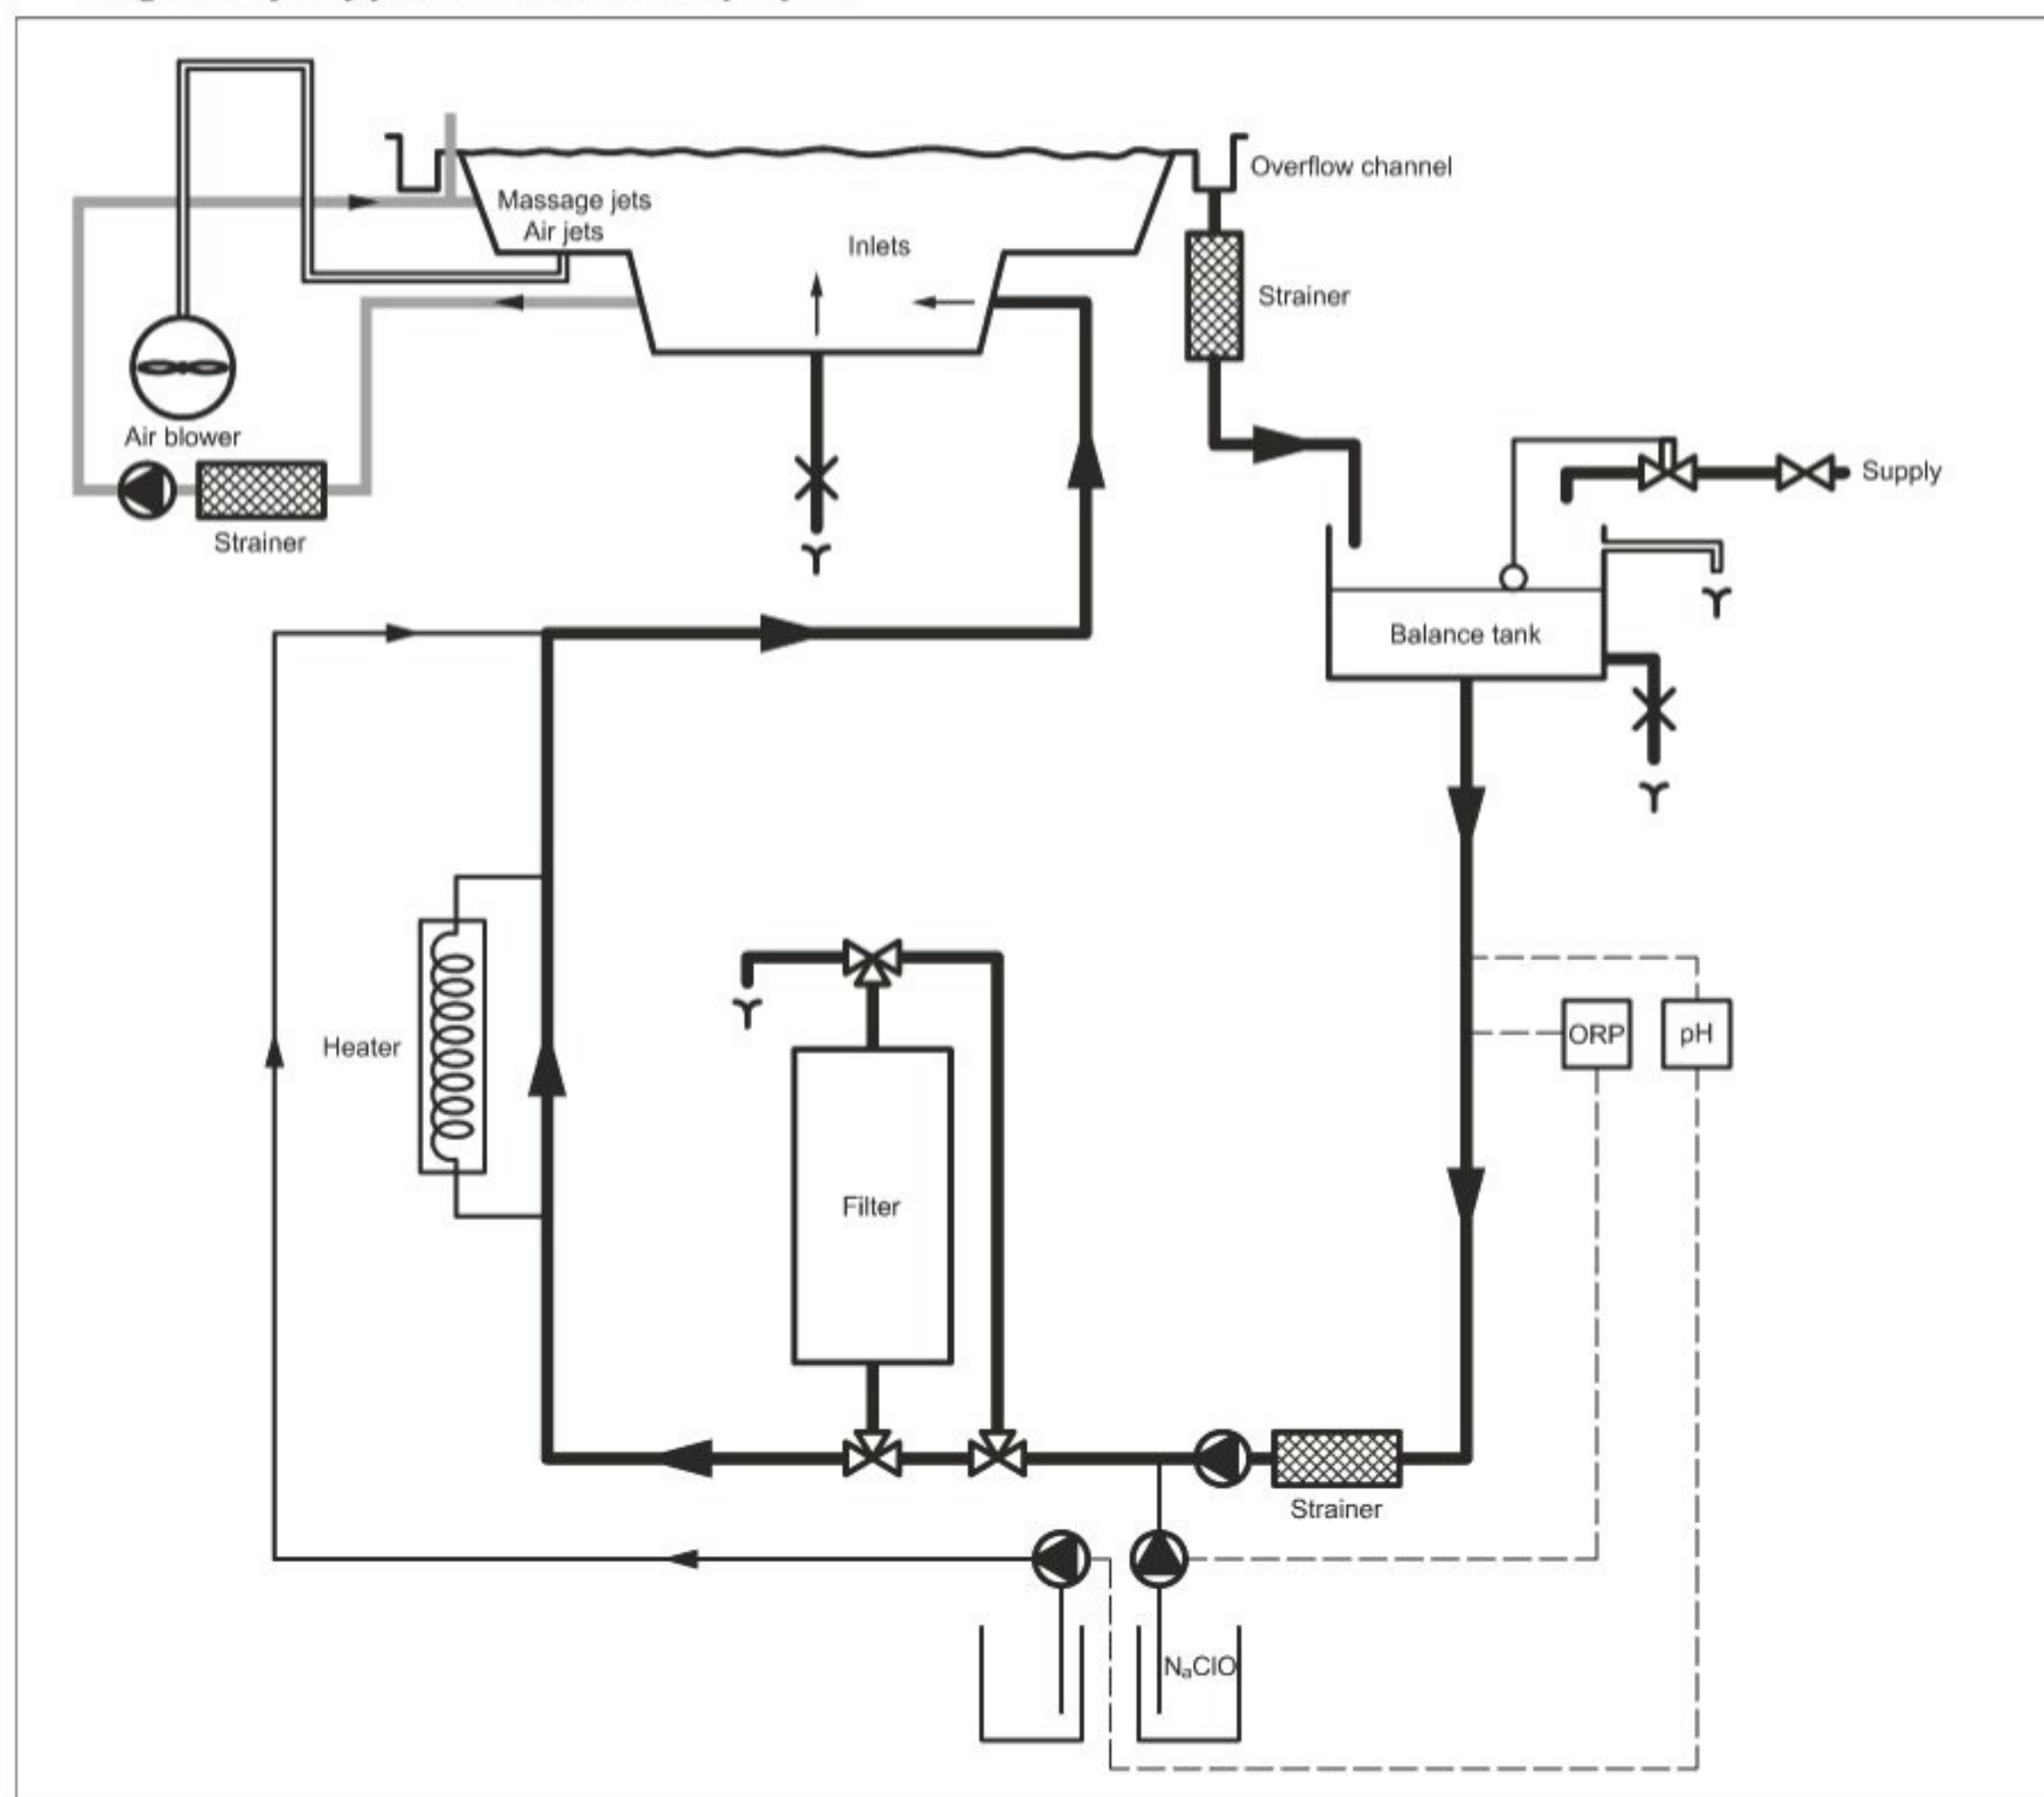 Overflow channel
Massage jets
Air jets
Inlets
Strainer
Air blower
Supply
Strainer
Balance tank
ORP
pH
Heater
Filter
Strainer
NaClO